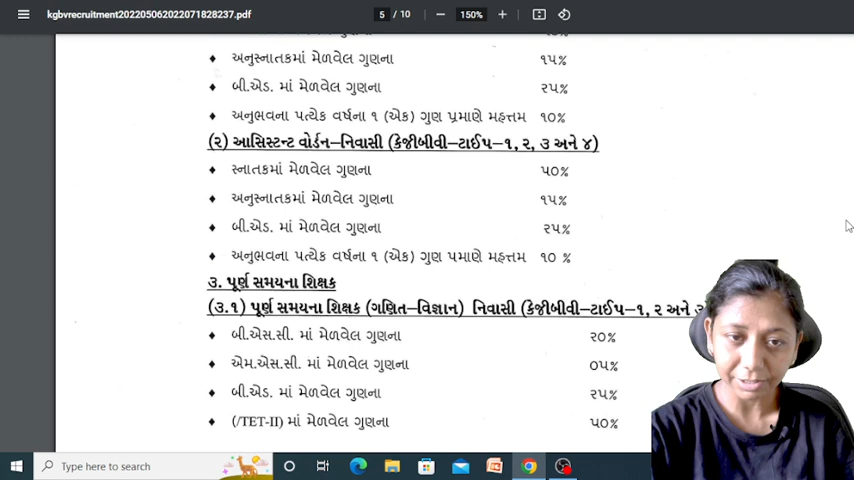 kgbvrecruitment202205062022071828237.pdf
5 / 10
150%
♦ અનુસ્નાતકમાં મેળવેલ ગુણના ૧૫%
♦ બી.એડ. માં મેળવેલ ગુણના ૨૫%
♦ અનુભવના પ્રત્યેક વર્ષના ૧ (એક) ગુણ પ્રમાણે મહત્તમ ૧૦%
(૨) આસિસ્ટન્ટ વોર્ડન–નિવાસી (કેજીબીવી–ટાઈપ–૧, ૨, ૩ અને ૪)
♦ સ્નાતકમાં મેળવેલ ગુણના ૫૦%
♦ અનુસ્નાતકમાં મેળવેલ ગુણના ૧૫%
♦ બી.એડ. માં મેળવેલ ગુણના ૨૫%
♦ અનુભવના પ્રત્યેક વર્ષના ૧ (એક) ગુણ પ્રમાણે મહત્તમ ૧૦ %
૩. પૂર્ણ સમયના શિક્ષક
(૩.૧) પૂર્ણ સમયના શિક્ષક (ગણિત–વિજ્ઞાન) નિવાસી (કેજીબીવી–ટાઈપ–૧, ૨ અને
♦ બી.એસ.સી. માં મેળવેલ ગુણના ૨૦%
♦ એમ.એસ.સી. માં મેળવેલ ગુણના ૦૫%
♦ બી.એડ. માં મેળવેલ ગુણના ૨૫%
♦ (/TET-II) માં મેળવેલ ગુણના ૫૦%
Type here to search